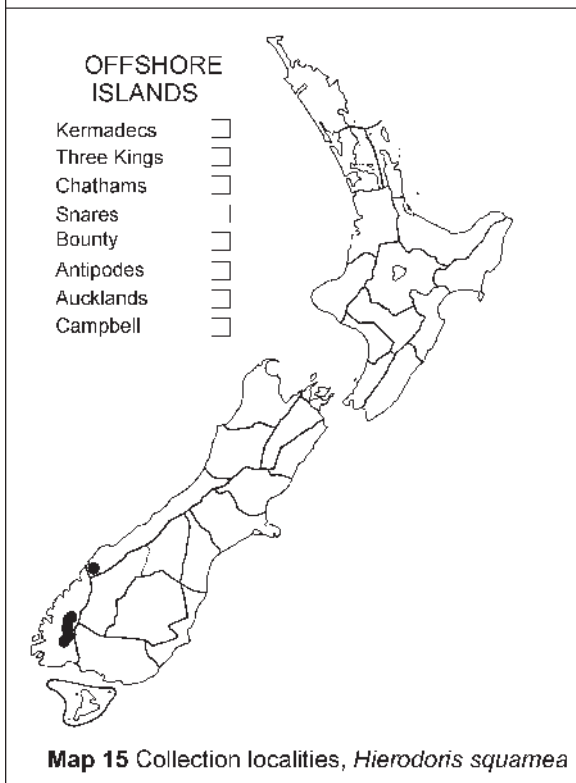 OFFSHORE
ISLANDS
Kermadecs
Three Kings
Chathams
Snares
Bounty
Antipodes
Aucklands
Campbell
Map 15 Collection localities, Hierodoris squamea